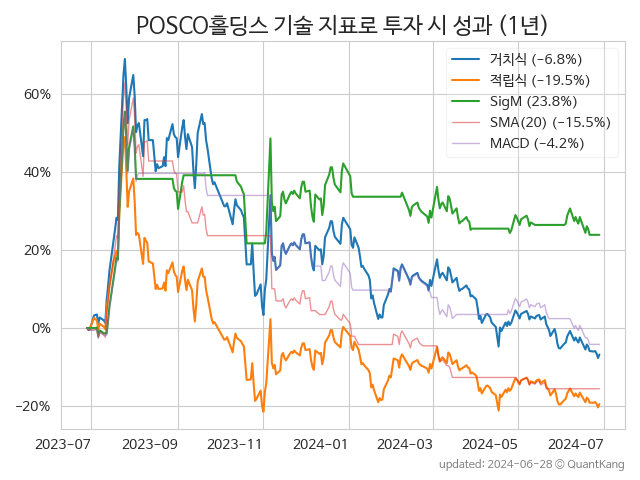 POSCO홀딩스 기술 지표로 투자 시 성과 (1년)
거치식 (−6.8%)
적립식 (−19.5%)
SigM (23.8%)
SMA(20) (−15.5%)
MACD (−4.2%)
60%
40%
20%
0%
−20%
2023-07 2023-09 2023-11 2024-01 2024-03 2024-05 2024-07
updated: 2024-06-28 © QuantKang